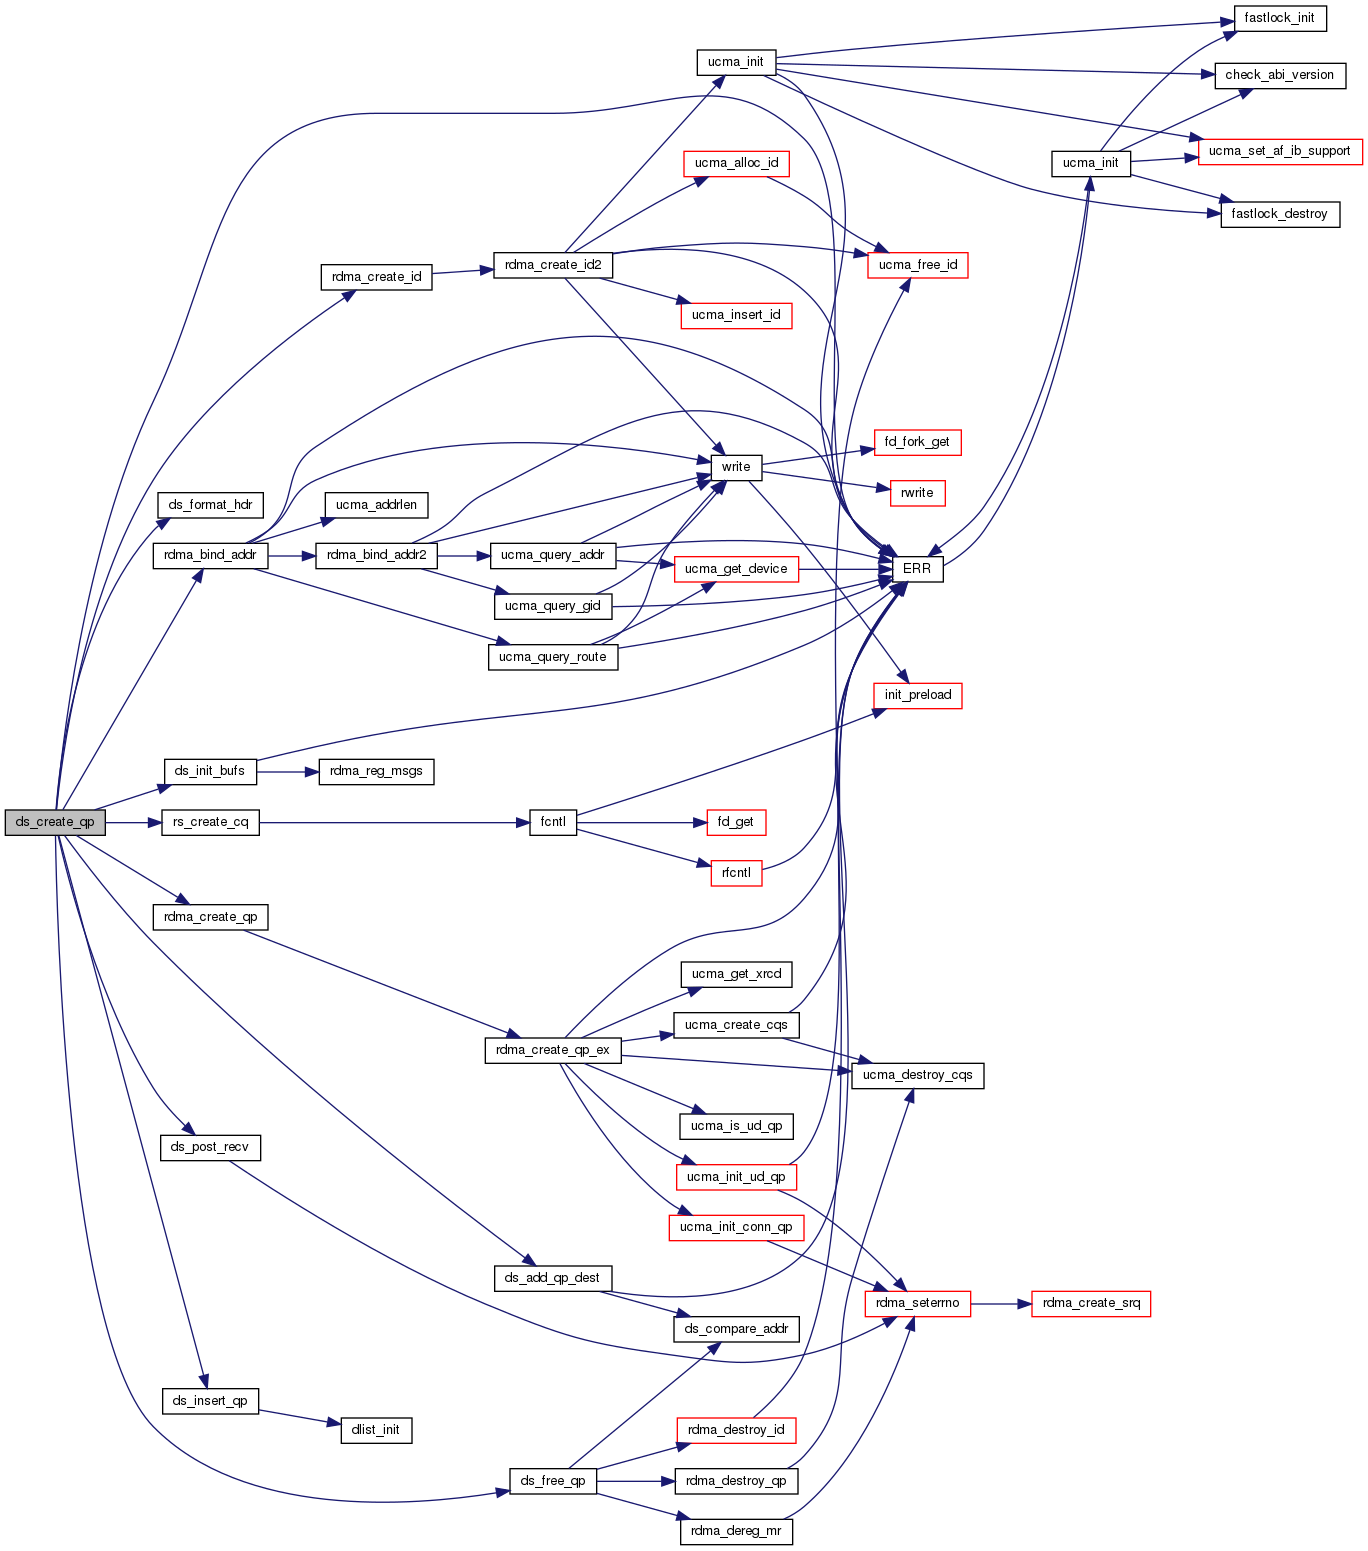 fastlock_init
ucma_init
check_abi_version
ucma_set_af_ib_support
ucma_alloc_id
ucma_init
fastlock_destroy
rdma_create_id2
ucma_free_id
rdma_create_id
ucma_insert_id
fd_fork_get
write
rwrite
ds_format_hdr
ucma_addrlen
rdma_bind_addr
rdma_bind_addr2
ucma_query_addr
ucma_get_device
ERR
ucma_query_gid
ucma_query_route
init_preload
ds_init_bufs
rdma_reg_msgs
ds_create_qp
rs_create_cq
fcntl
fd_get
rfcntl
rdma_create_qp
ucma_get_xrcd
ucma_create_cqs
rdma_create_qp_ex
ucma_destroy_cqs
ucma_is_ud_qp
ds_post_recv
ucma_init_ud_qp
ucma_init_conn_qp
ds_add_qp_dest
rdma_seterrno
rdma_create_srq
ds_compare_addr
ds_insert_qp
dlist_init
rdma_destroy_id
ds_free_qp
rdma_destroy_qp
rdma_dereg_mr